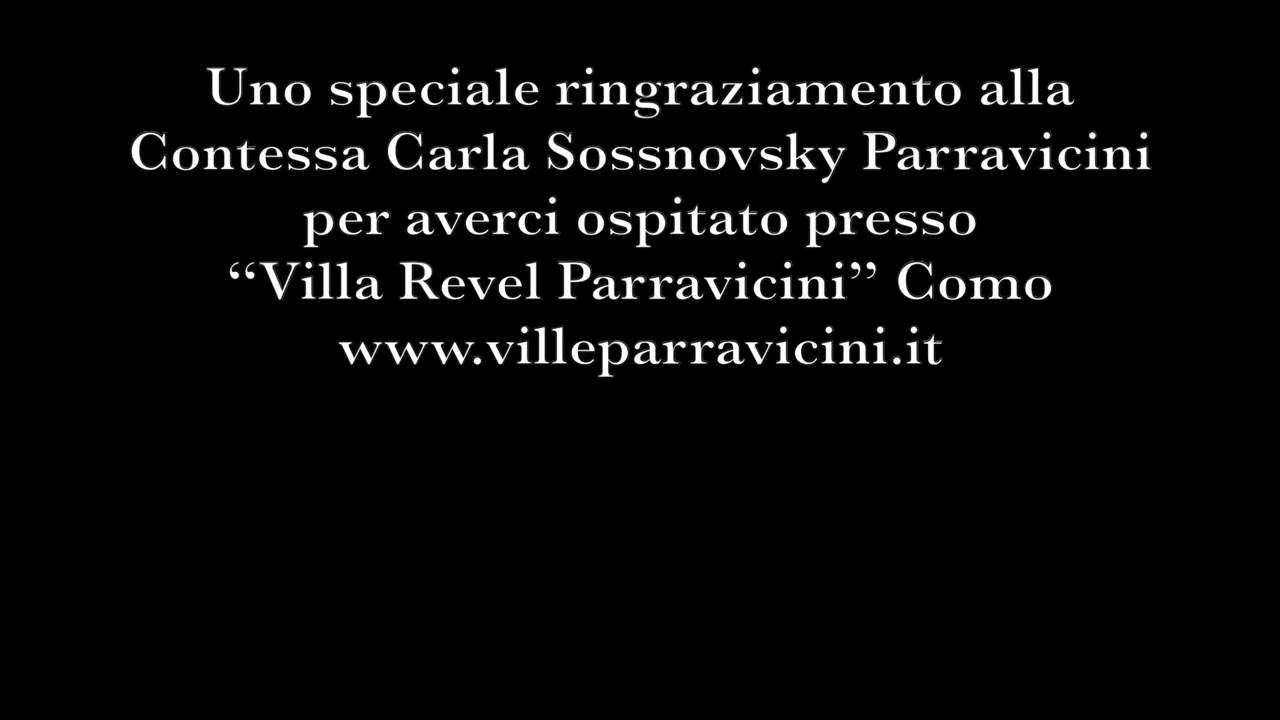 Uno speciale ringraziamento alla
Contessa Carla Sossnovsky Parravicini
per averci ospitato presso
“Villa Revel Parravicini” Como
www.villeparravicini.it